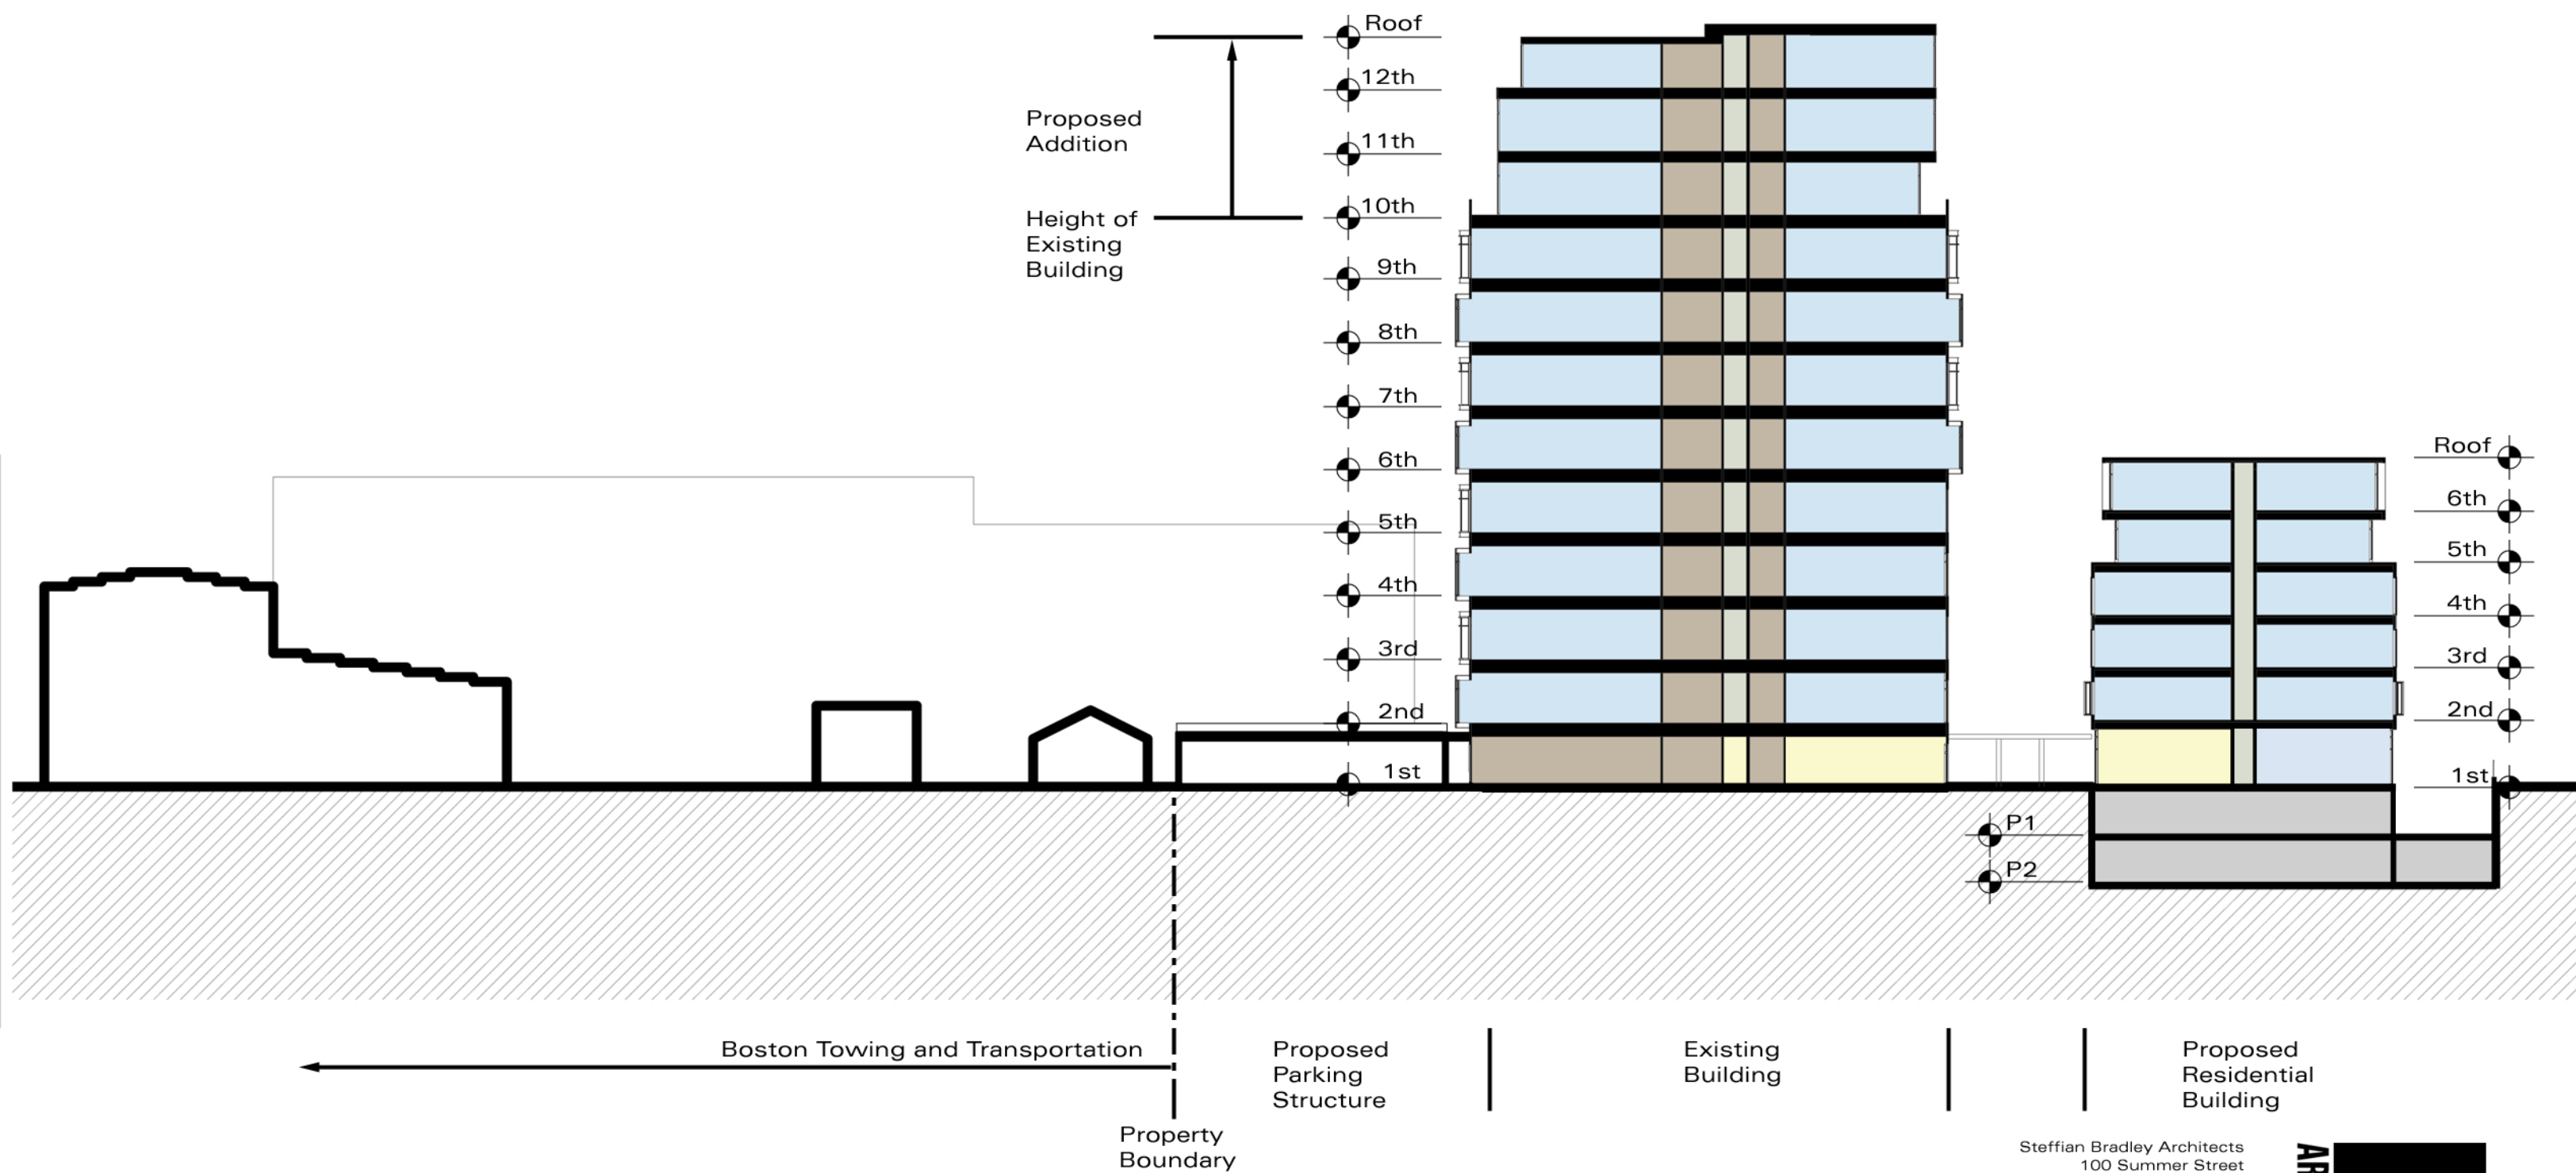 Roof
12th
Proposed
Addition
11th
10th
Height of
Existing
Building
9th
8th
7th
6th
5th
4th
3rd
2nd
1st
Roof
6th
5th
4th
3rd
2nd
1st
P1
P2
Boston Towing and Transportation
Proposed
Parking
Structure
Existing
Building
Proposed
Residential
Building
Property
Boundary
Steffian Bradley Architects
100 Summer Street
AR